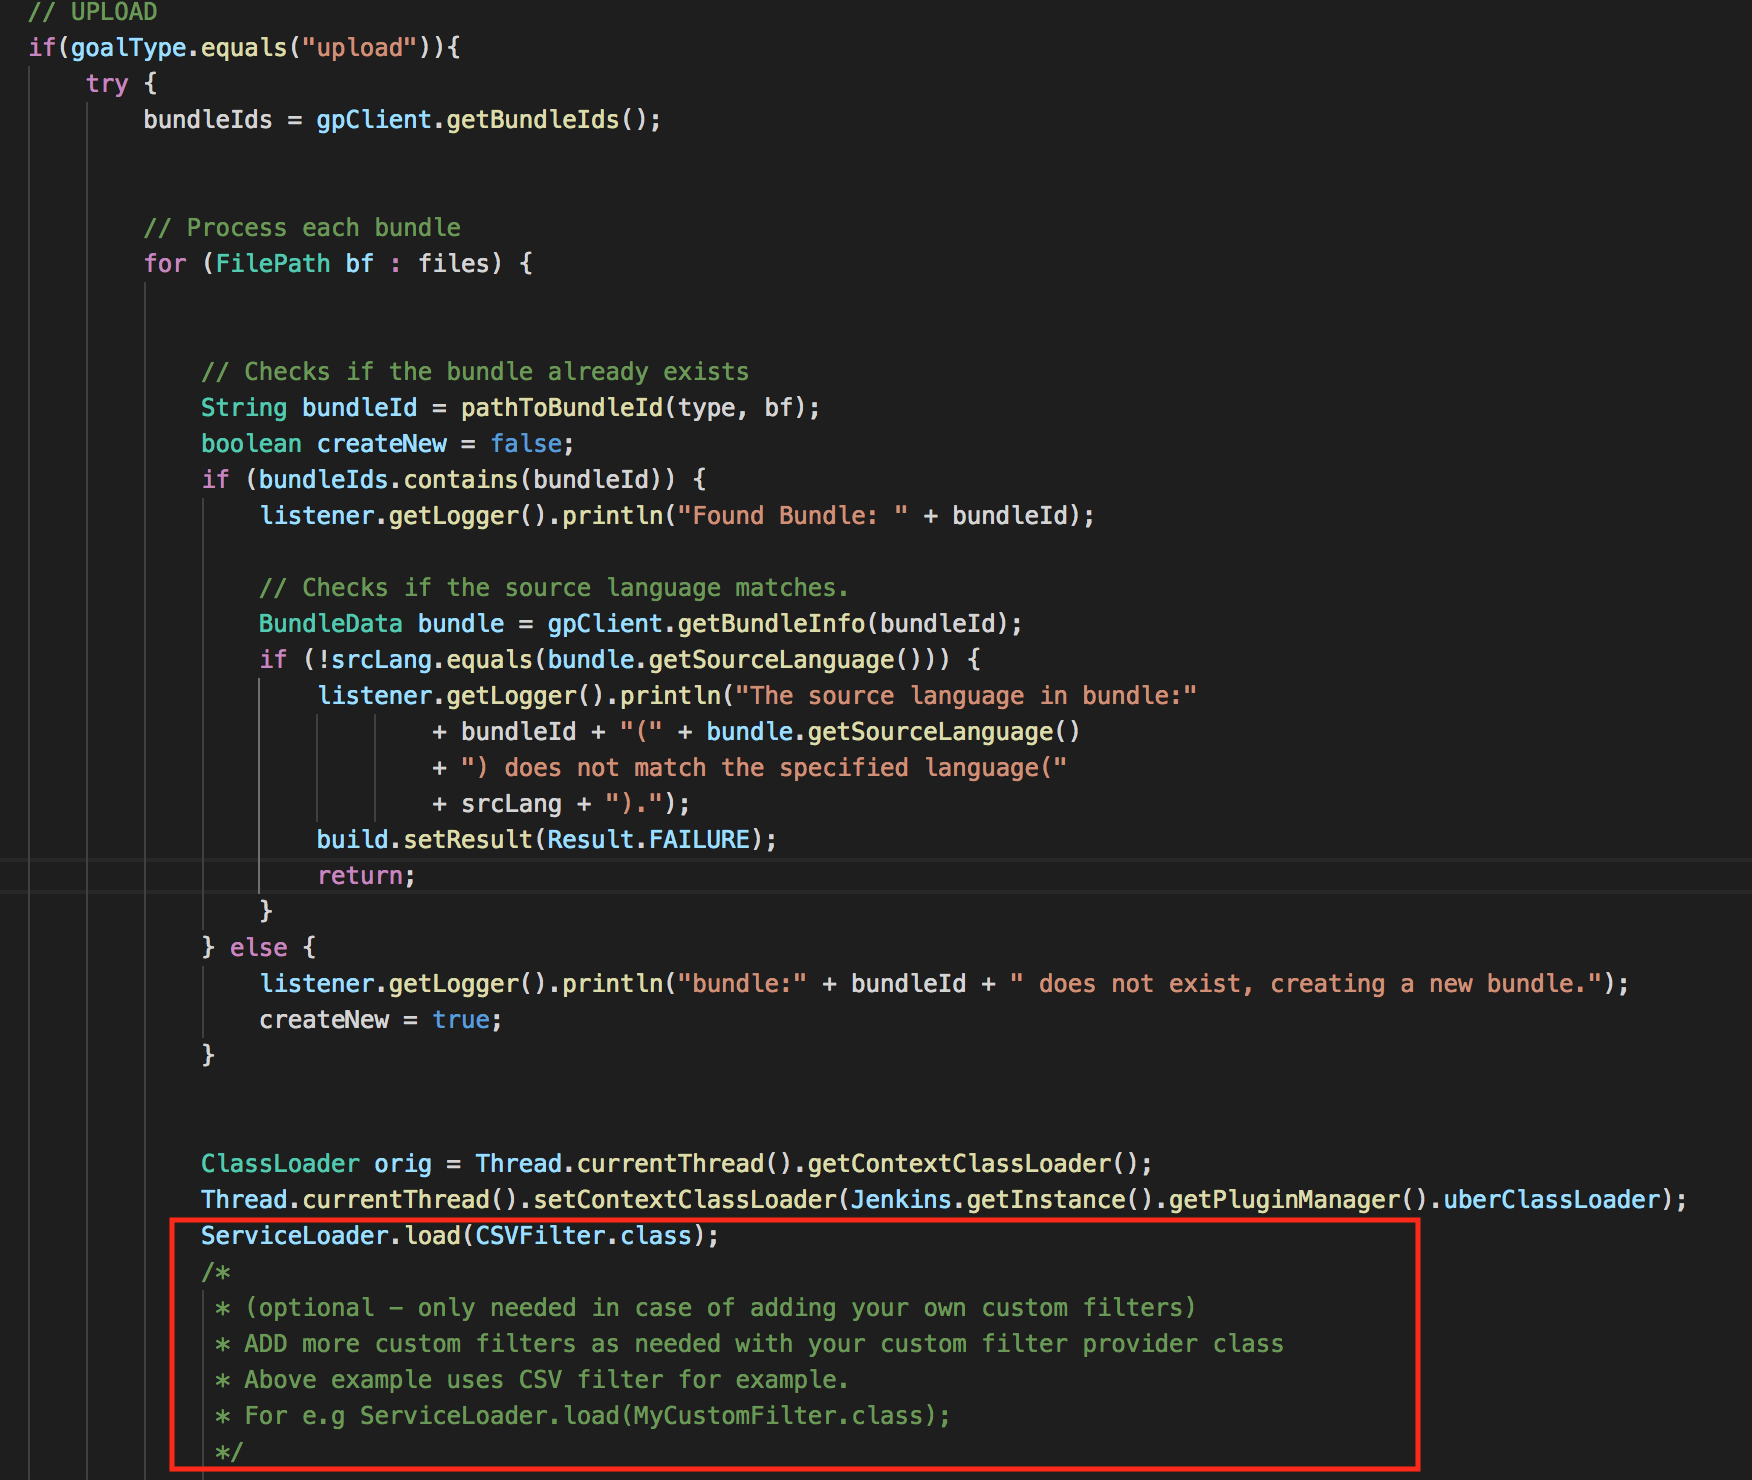 // UPLOAD
if(goalType.equals("upload")){
try {
bundleIds = gpClient.getBundleIds();
// Process each bundle
for (FilePath bf : files) {
// Checks if the bundle already exists
String bundleId = pathToBundleId(type, bf);
boolean createNew = false;
if (bundleIds.contains(bundleId)) {
listener.getLogger().println("Found Bundle: " + bundleId);
// Checks if the source language matches.
BundleData bundle = gpClient.getBundleInfo(bundleId);
if (!srcLang.equals(bundle.getSourceLanguage())) {
listener.getLogger().println("The source language in bundle:"
+ bundleId + "(" + bundle.getSourceLanguage()
+ ") does not match the specified language("
+ srcLang + ").");
build.setResult(Result.FAILURE);
return;
}
} else {
listener.getLogger().println("bundle:" + bundleId + " does not exist, creating a new bundle.");
createNew = true;
}
ClassLoader orig = Thread.currentThread().getContextClassLoader();
Thread.currentThread().setContextClassLoader(Jenkins.getInstance().getPluginManager().uberClassLoader);
ServiceLoader.load(CSVFilter.class);
/*
* (optional – only needed in case of adding your own custom filters)
* ADD more custom filters as needed with your custom filter provider class
* Above example uses CSV filter for example.
* For e.g ServiceLoader.load(MyCustomFilter.class);
*/